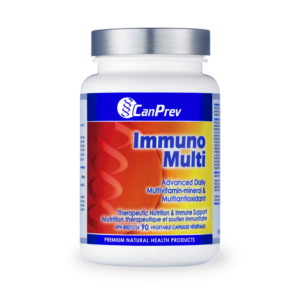 CanPrev
Immuno
Multi
Advanced Daily
Multivitamin-mineral &
Multiantioxidant
Therapeutic Nutrition & Immune Support
Nutrition thérapeutique et soutien immunitaire
90 VEGETABLE CAPSULES VÉGÉTALES
PREMIUM NATURAL HEALTH PRODUCTS